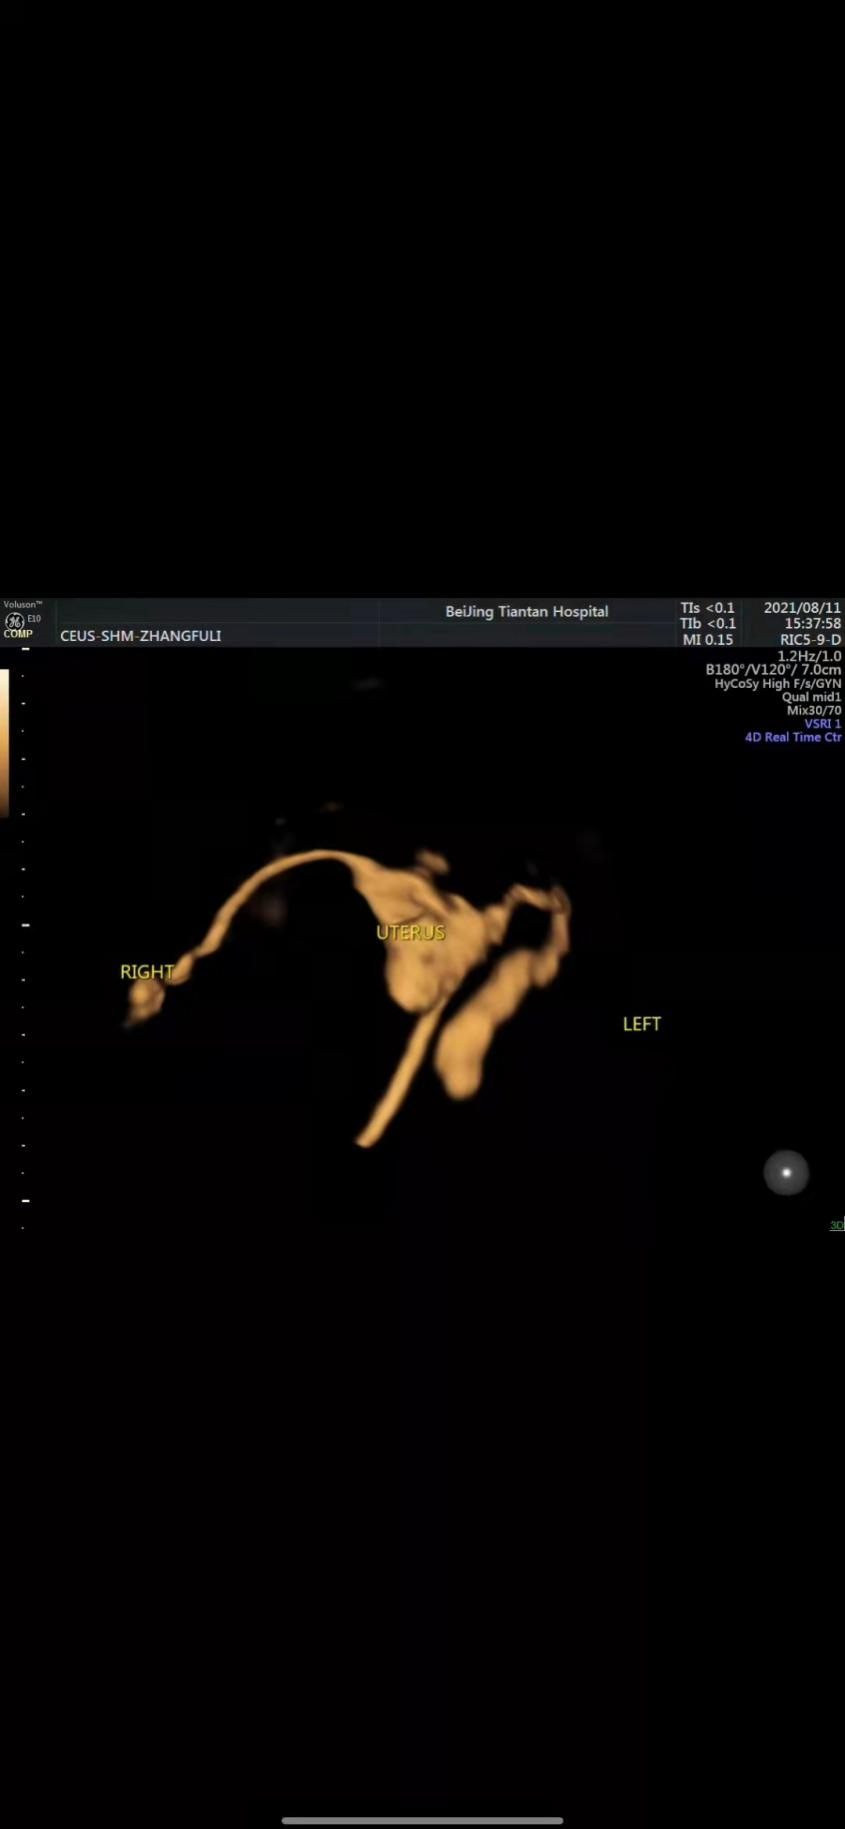 Voluson™
E10
COMP
CEUS-SHM-ZHANGFULI
BeiJing Tiantan Hospital
TIs <0.1
TIb <0.1
MI 0.15
2021/08/11
15:37:58
RIC5-9-D
1.2Hz/1.0
B180°/V120°/ 7.0cm
HyCoSy High F/s/GYN
Qual mid1
Mix30/70
VSRI 1
4D Real Time Ctr
UTERUS
RIGHT
LEFT
3D